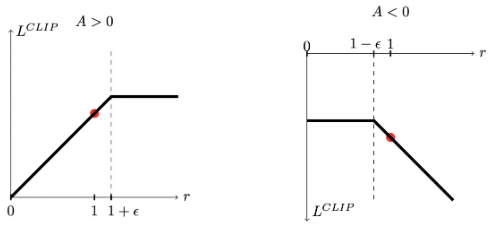 A > 0
L^{CLIP}
r
0
1
1 + ϵ
A < 0
0
1 − ϵ
1
r
L^{CLIP}